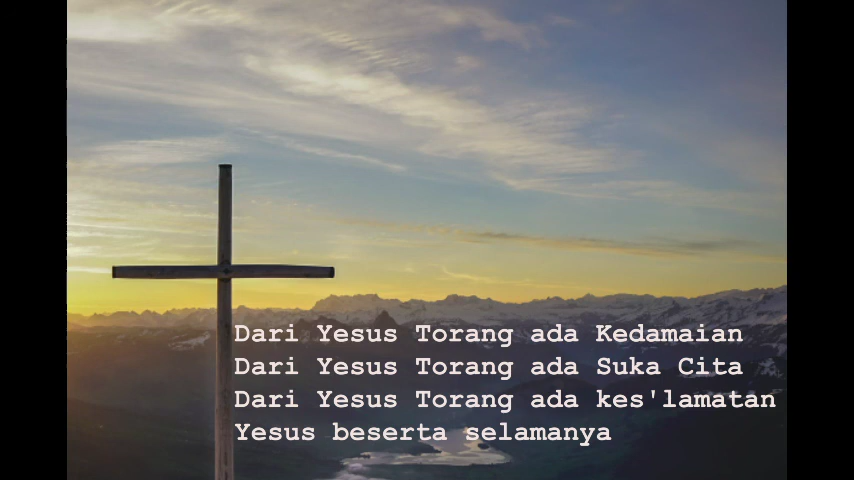 Dari Yesus Torang ada Kedamaian
Dari Yesus Torang ada Suka Cita
Dari Yesus Torang ada kes'lamatan
Yesus beserta selamanya